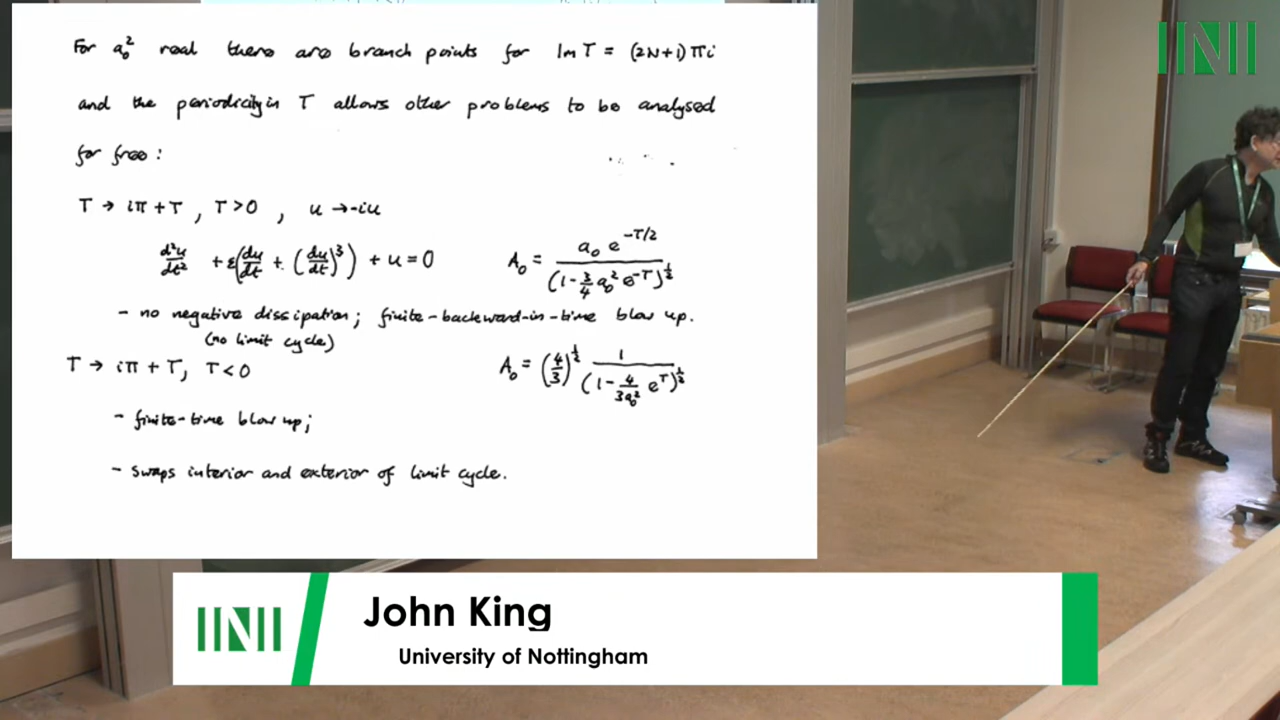 For a₀² real there are branch points for Im T = (2N+1)πi
and the periodicity in T allows other problems to be analysed
for free:
T → iπ + T , T > 0 , u → -iu
d²u/dt² + ε(du/dt + (du/dt)³) + u = 0    A₀ = a₀ e^{-T/2} / (1 - 3/4 a₀² e^{-T})^{1/2}
- no negative dissipation; finite-backward-in-time blow up.
(no limit cycle)
T → iπ + T, T < 0    A₀ = (4/3)^{1/2} 1 / (1 - 4/(3a₀²) e^{T})^{1/2}
- finite-time blow up;
- swaps interior and exterior of limit cycle.
INI
INI
John King
University of Nottingham